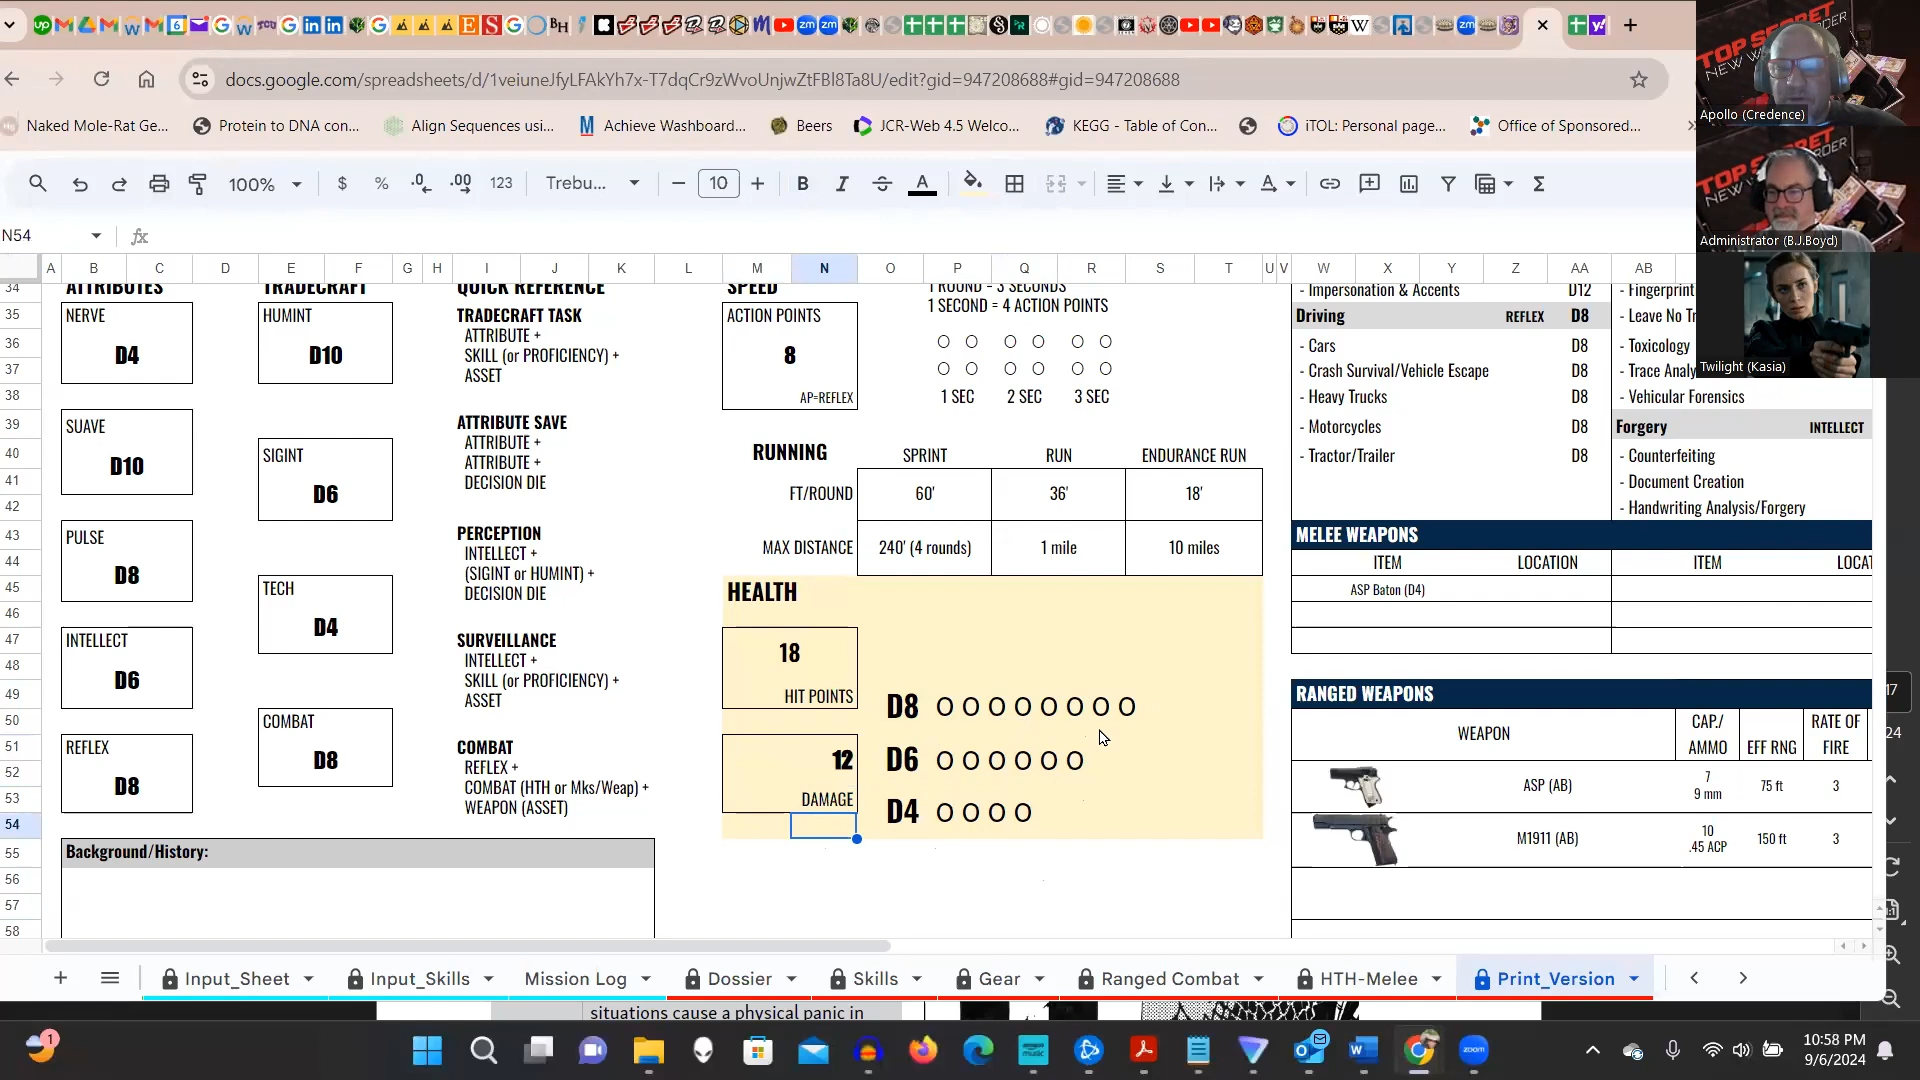 docs.google.com/spreadsheets/d/1veiuneJfyLFAkYh7x-T7dqCr9zWvoUnjwZtFBl8Ta8U/edit?gid=947208688#gid=947208688
Naked Mole-Rat Ge... Protein to DNA con... Align Sequences usi... Achieve Washboard... Beers JCR-Web 4.5 Welco... KEGG - Table of Con... iTOL: Personal page... Office of Sponsored...
Apollo (Credence)
Administrator (B.J.Boyd)
Twilight (Kasia)
100% $ % .0 .00 123 Trebu... 10 B I A
N54 fx
A B C D E F G H I J K L M N O P Q R S T U V W X Y Z AA AB
34 ATTRIBUTES TRADECRAFT QUICK REFERENCE SPEED
1 ROUND = 3 SECONDS
1 SECOND = 4 ACTION POINTS
35 NERVE
D4
39 SUAVE
D10
43 PULSE
D8
47 INTELLECT
D6
51 REFLEX
D8
HUMINT
D10
SIGINT
D6
TECH
D4
COMBAT
D8
TRADECRAFT TASK
ATTRIBUTE +
SKILL (or PROFICIENCY) +
ASSET
ATTRIBUTE SAVE
ATTRIBUTE +
ATTRIBUTE +
DECISION DIE
PERCEPTION
INTELLECT +
(SIGINT or HUMINT) +
DECISION DIE
SURVEILLANCE
INTELLECT +
SKILL (or PROFICIENCY) +
ASSET
COMBAT
REFLEX +
COMBAT (HTH or Mks/Weap) +
WEAPON (ASSET)
ACTION POINTS
8
AP=REFLEX
O O O O O O
O O O O O O
1 SEC 2 SEC 3 SEC
RUNNING SPRINT RUN ENDURANCE RUN
FT/ROUND 60' 36' 18'
MAX DISTANCE 240' (4 rounds) 1 mile 10 miles
HEALTH
18
HIT POINTS
12
DAMAGE
D8 O O O O O O O O
D6 O O O O O O
D4 O O O O
Background/History:
- Impersonation & Accents D12
Driving REFLEX D8
- Cars D8
- Crash Survival/Vehicle Escape D8
- Heavy Trucks D8
- Motorcycles D8
- Tractor/Trailer D8
- Fingerprint
- Leave No Tr
- Toxicology
- Trace Analy
- Vehicular Forensics
Forgery INTELLECT
- Counterfeiting
- Document Creation
- Handwriting Analysis/Forgery
MELEE WEAPONS
ITEM LOCATION ITEM LOCAT
ASP Baton (D4)
RANGED WEAPONS
WEAPON CAP./ AMMO EFF RNG RATE OF FIRE
ASP (AB) 7 9 mm 75 ft 3
M1911 (AB) 10 .45 ACP 150 ft 3
Input_Sheet Input_Skills Mission Log Dossier Skills Gear Ranged Combat HTH-Melee Print_Version
situations cause a physical panic in
10:58 PM
9/6/2024